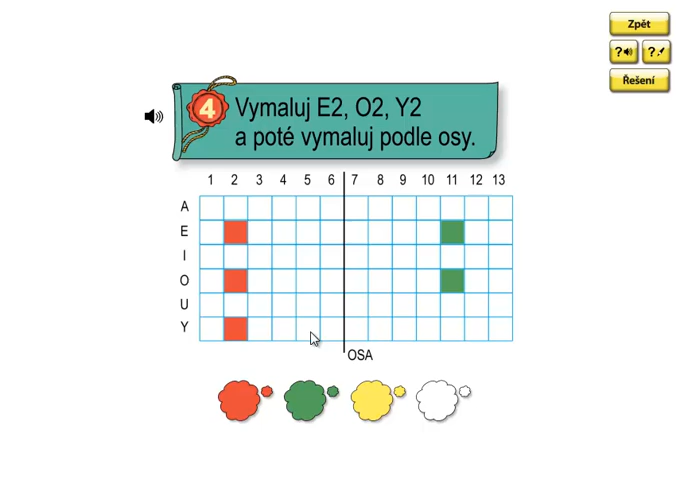 Zpět
? ?
Řešení
4 Vymaluj E2, O2, Y2
a poté vymaluj podle osy.
1 2 3 4 5 6 7 8 9 10 11 12 13
A
E
I
O
U
Y
OSA